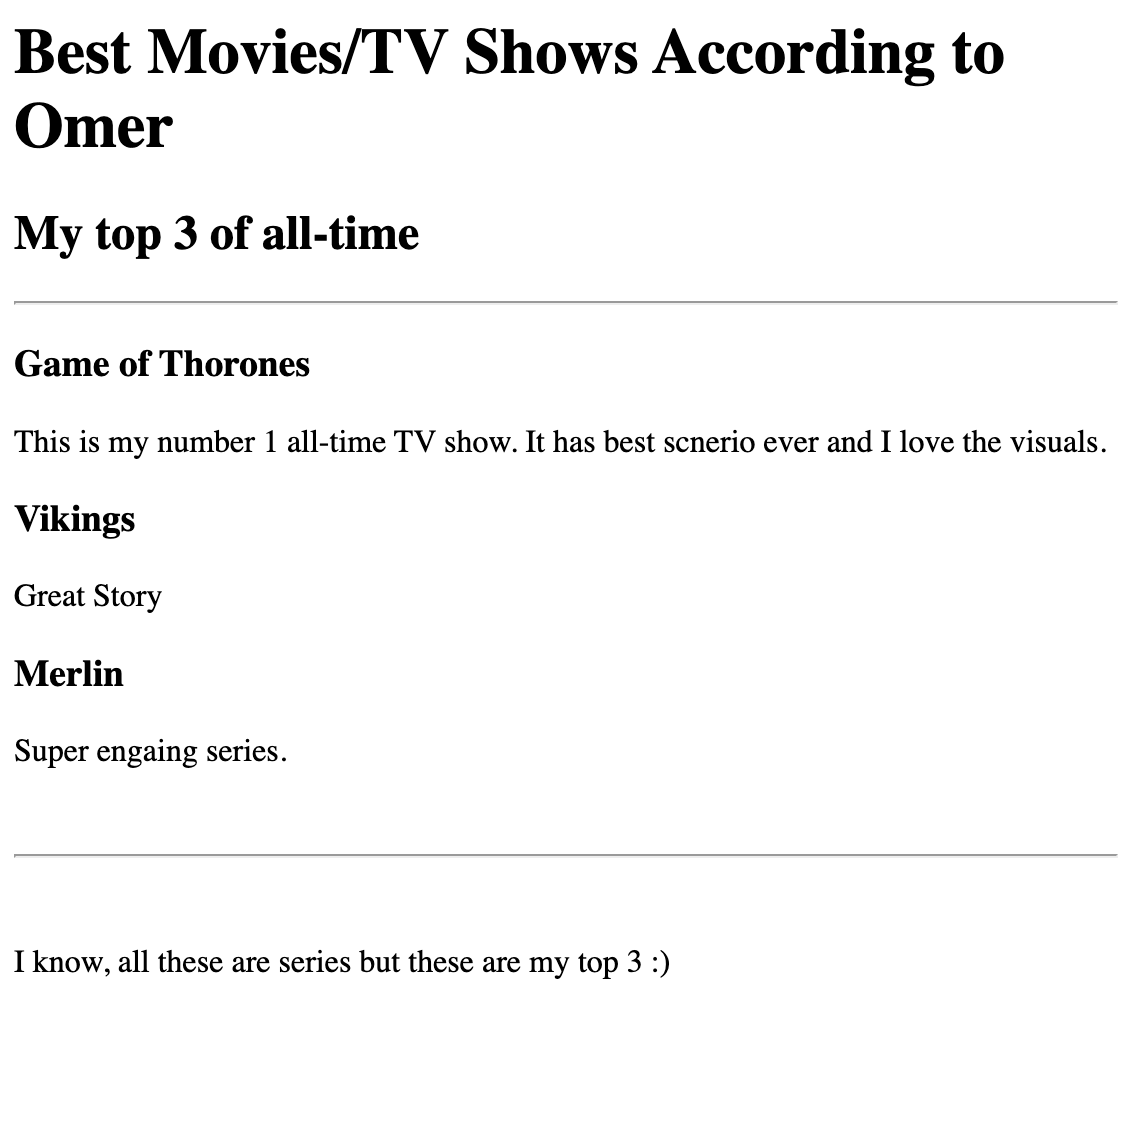 Best Movies/TV Shows According to
Omer
My top 3 of all-time
Game of Thorones
This is my number 1 all-time TV show. It has best scnerio ever and I love the visuals.
Vikings
Great Story
Merlin
Super engaing series.
I know, all these are series but these are my top 3 :)